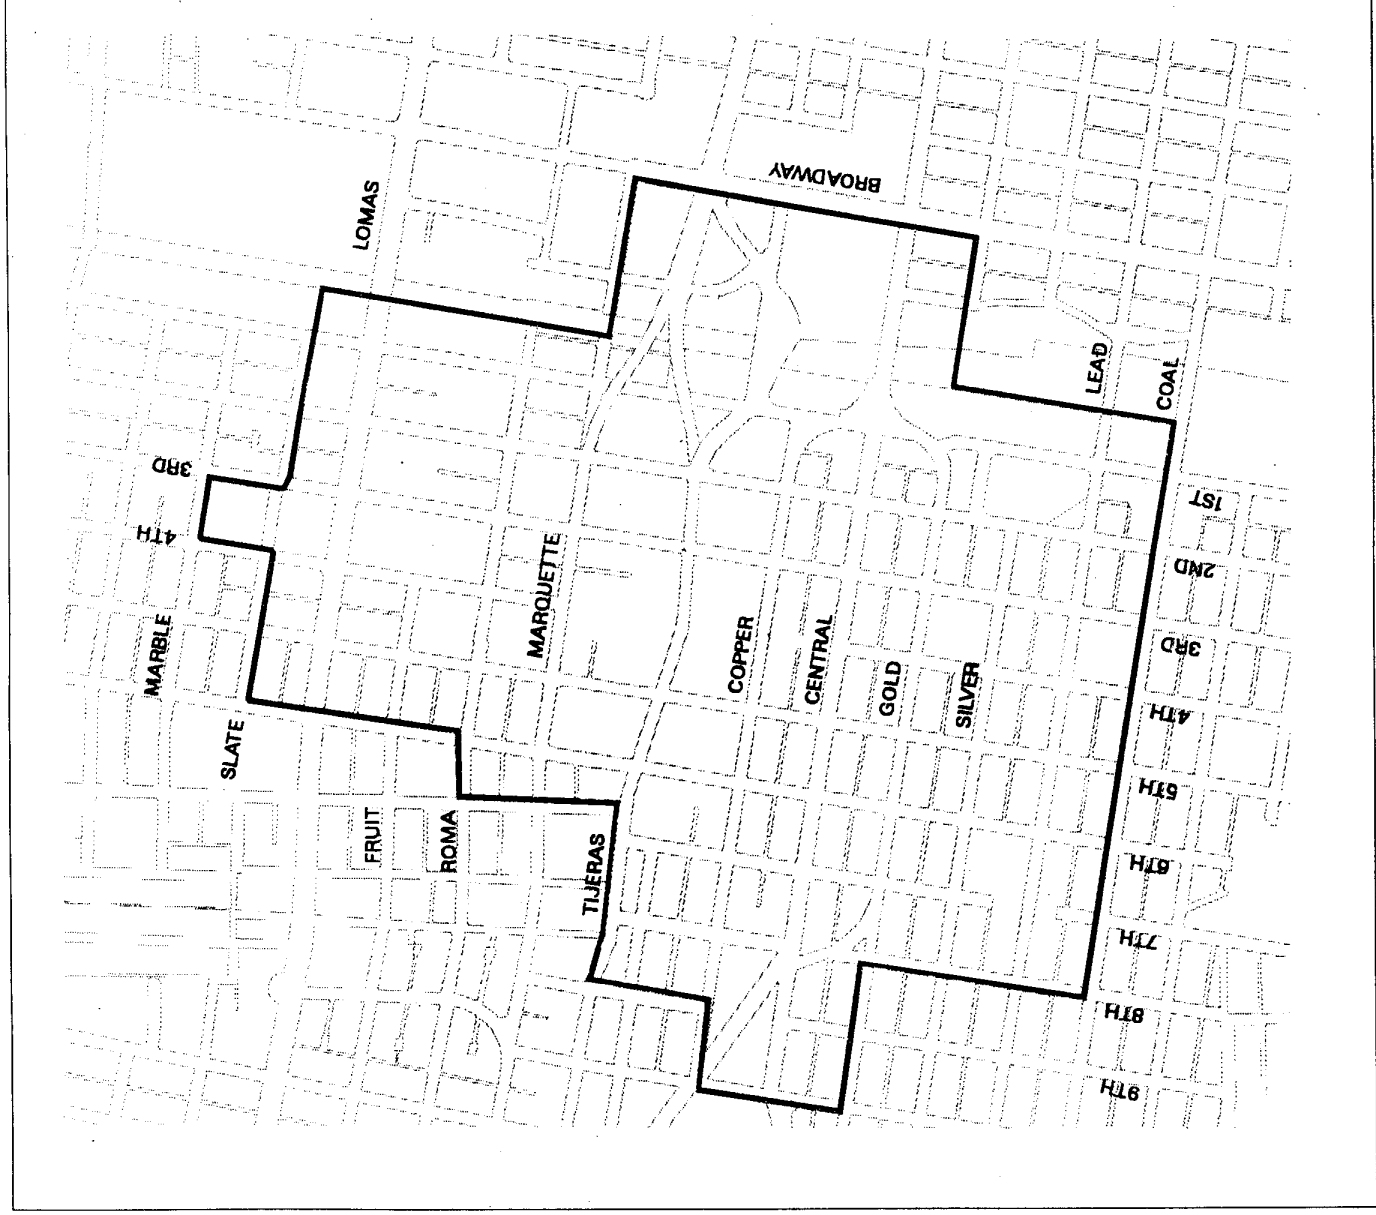 BROADWAY
LOMAS
LEAD
COAL
3RD
4TH
1ST
2ND
MARQUETTE
MARBLE
COPPER
CENTRAL
GOLD
SILVER
3RD
4TH
SLATE
5TH
FRUIT
ROMA
TIJERAS
6TH
7TH
8TH
9TH